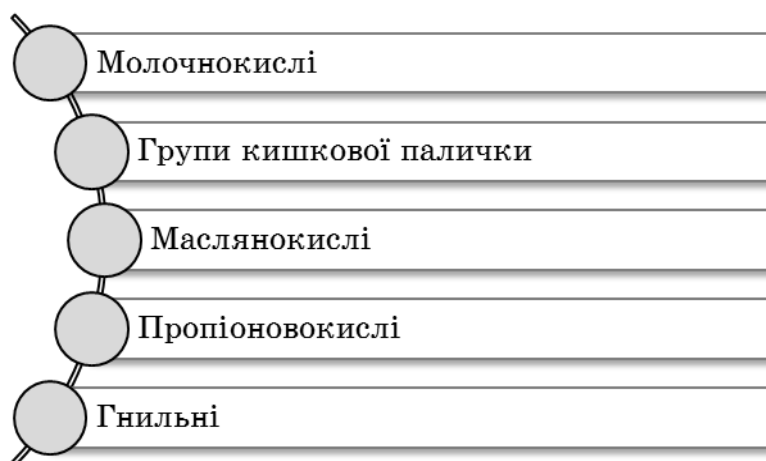 Молочнокислі
Групи кишкової палички
Маслянокислі
Пропіоновокислі
Гнильні